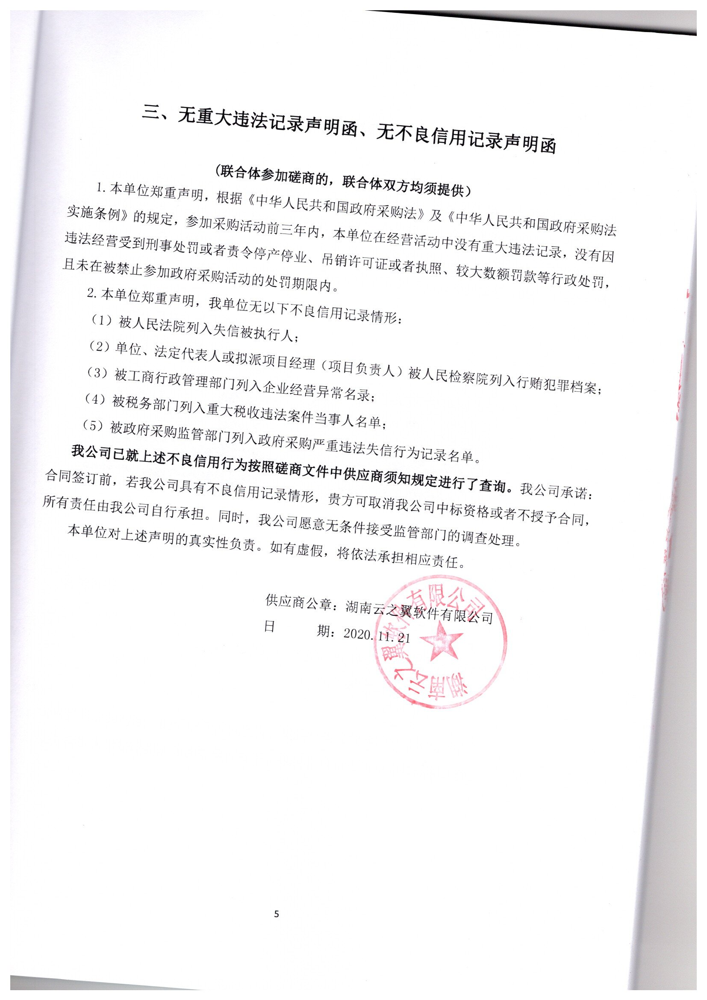 三、无重大违法记录声明函、无不良信用记录声明函
(联合体参加磋商的，联合体双方均须提供）
1. 本单位郑重声明，根据《中华人民共和国政府采购法》及《中华人民共和国政府采购法
实施条例》的规定，参加采购活动前三年内，本单位在经营活动中没有重大违法记录，没有因
违法经营受到刑事处罚或者责令停产停业、吊销许可证或者执照、较大数额罚款等行政处罚，
且未在被禁止参加政府采购活动的处罚期限内。
2. 本单位郑重声明，我单位无以下不良信用记录情形：
（1）被人民法院列入失信被执行人；
（2）单位、法定代表人或拟派项目经理（项目负责人）被人民检察院列入行贿犯罪档案；
（3）被工商行政管理部门列入企业经营异常名录；
（4）被税务部门列入重大税收违法案件当事人名单；
（5）被政府采购监管部门列入政府采购严重违法失信行为记录名单。
我公司已就上述不良信用行为按照磋商文件中供应商须知规定进行了查询。我公司承诺：
合同签订前，若我公司具有不良信用记录情形，贵方可取消我公司中标资格或者不授予合同，
所有责任由我公司自行承担。同时，我公司愿意无条件接受监管部门的调查处理。
本单位对上述声明的真实性负责。如有虚假，将依法承担相应责任。
供应商公章：湖南云之翼软件有限公司
日 期：2020.11.21
湖南云之翼软件有限公司
5